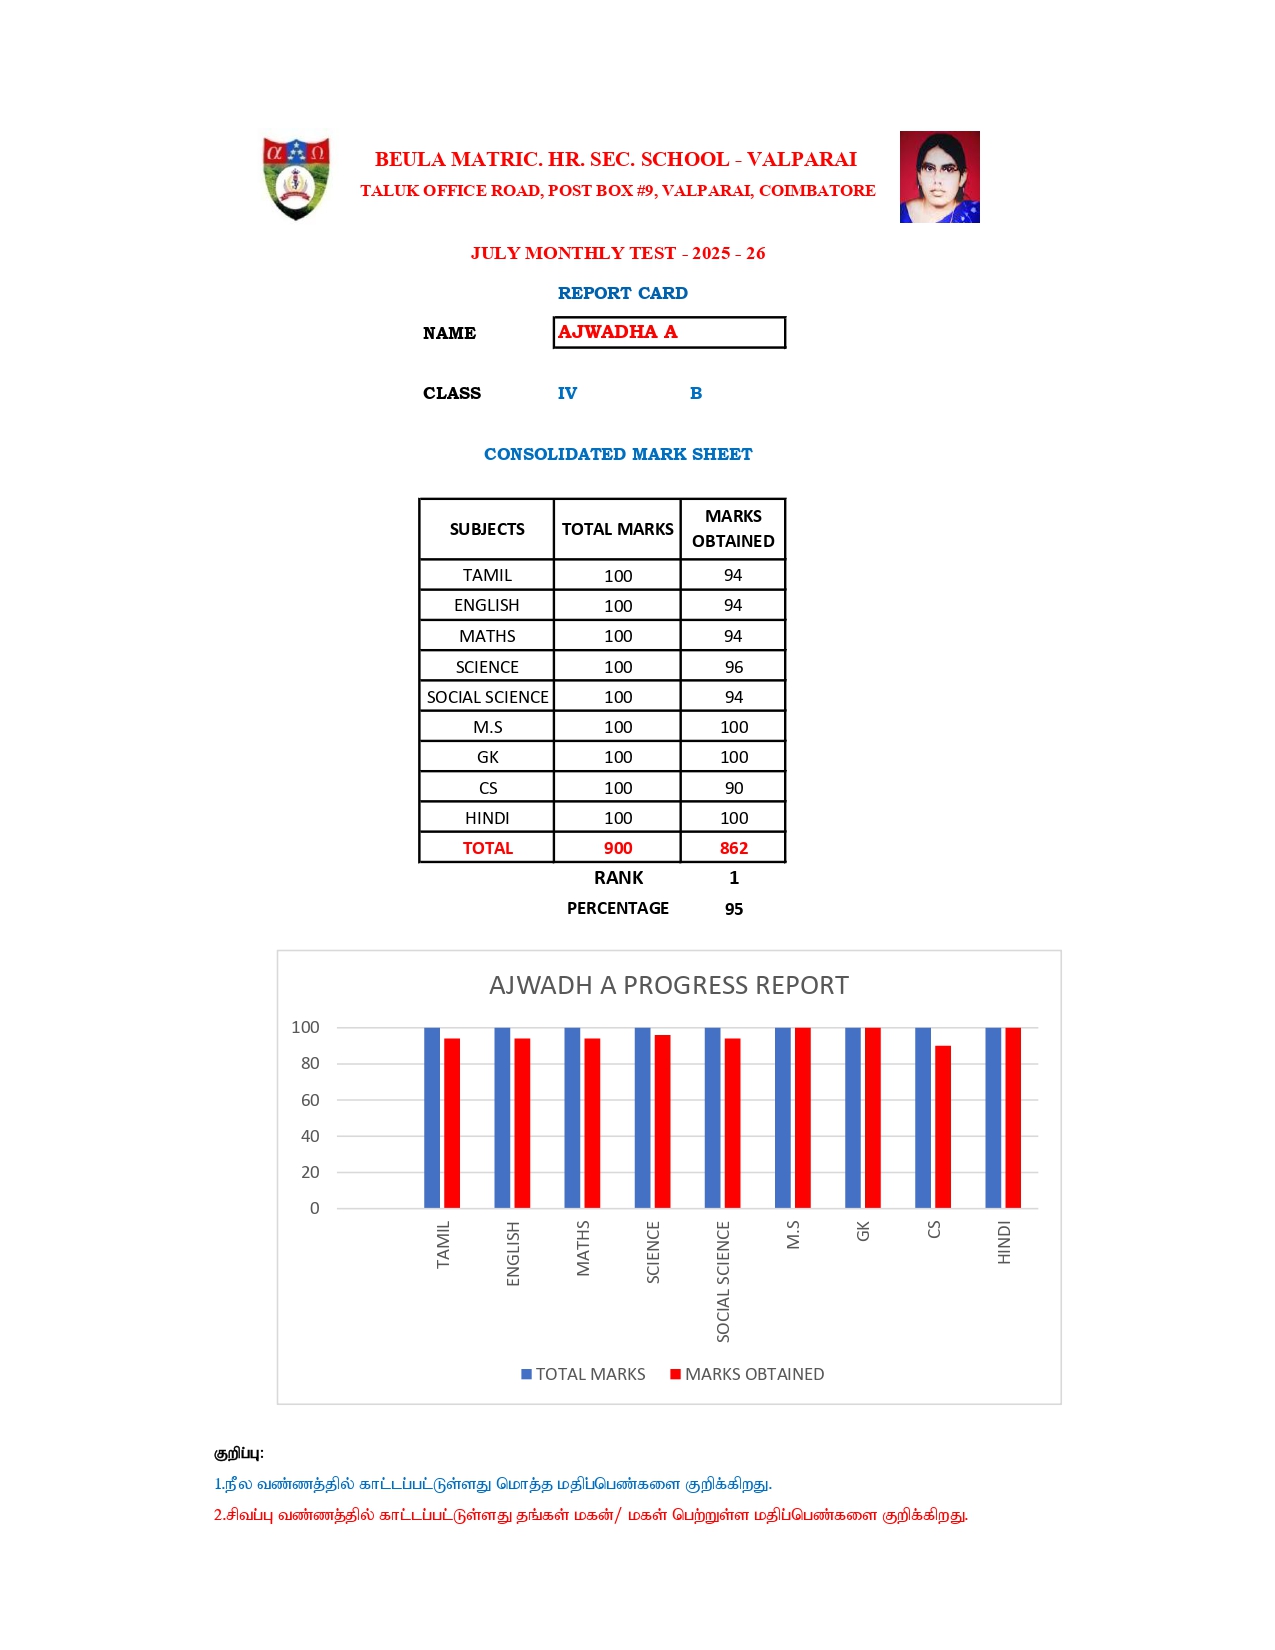 α Ω
BEULA MATRIC. HR. SEC. SCHOOL - VALPARAI
TALUK OFFICE ROAD, POST BOX #9, VALPARAI, COIMBATORE
JULY MONTHLY TEST - 2025 - 26
REPORT CARD
NAME AJWADHA A
CLASS IV B
CONSOLIDATED MARK SHEET
SUBJECTS TOTAL MARKS MARKS OBTAINED
TAMIL 100 94
ENGLISH 100 94
MATHS 100 94
SCIENCE 100 96
SOCIAL SCIENCE 100 94
M.S 100 100
GK 100 100
CS 100 90
HINDI 100 100
TOTAL 900 862
RANK 1
PERCENTAGE 95
AJWADH A PROGRESS REPORT
100
80
60
40
20
0
TAMIL ENGLISH MATHS SCIENCE SOCIAL SCIENCE M.S GK CS HINDI
TOTAL MARKS MARKS OBTAINED
குறிப்பு:
1.நீல வண்ணத்தில் காட்டப்பட்டுள்ளது மொத்த மதிப்பெண்களை குறிக்கிறது.
2.சிவப்பு வண்ணத்தில் காட்டப்பட்டுள்ளது தங்கள் மகன்/ மகள் பெற்றுள்ள மதிப்பெண்களை குறிக்கிறது.